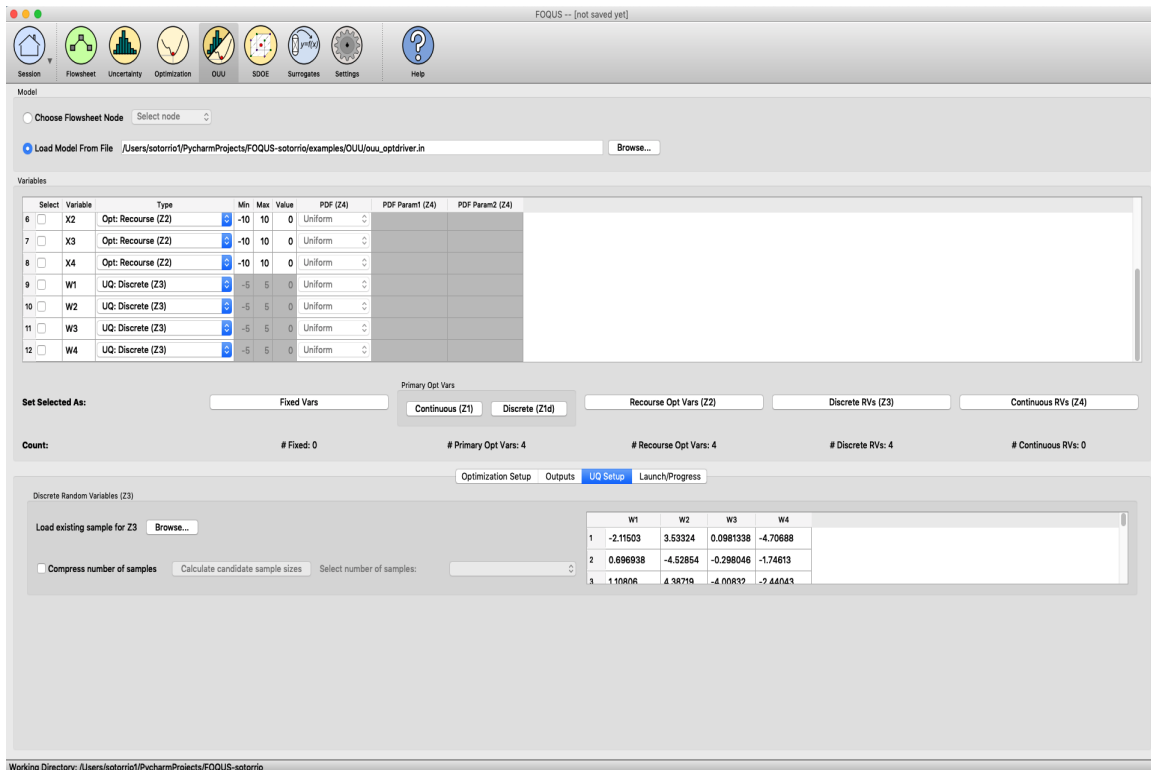 FOQUS -- [not saved yet]
y=f(x)
Session Flowsheet Uncertainty Optimization OUU SDOE Surrogates Settings Help
Model
Choose Flowsheet Node Select node
Load Model From File /Users/sotorrio1/PycharmProjects/FOQUS-sotorrio/examples/OUU/ouu_optdriver.in Browse...
Variables
Select Variable Type Min Max Value PDF (Z4) PDF Param1 (Z4) PDF Param2 (Z4)
6 X2 Opt: Recourse (Z2) -10 10 0 Uniform
7 X3 Opt: Recourse (Z2) -10 10 0 Uniform
8 X4 Opt: Recourse (Z2) -10 10 0 Uniform
9 W1 UQ: Discrete (Z3) -5 5 0 Uniform
10 W2 UQ: Discrete (Z3) -5 5 0 Uniform
11 W3 UQ: Discrete (Z3) -5 5 0 Uniform
12 W4 UQ: Discrete (Z3) -5 5 0 Uniform
Primary Opt Vars
Set Selected As: Fixed Vars Continuous (Z1) Discrete (Z1d) Recourse Opt Vars (Z2) Discrete RVs (Z3) Continuous RVs (Z4)
Count: # Fixed: 0 # Primary Opt Vars: 4 # Recourse Opt Vars: 4 # Discrete RVs: 4 # Continuous RVs: 0
Optimization Setup Outputs UQ Setup Launch/Progress
Discrete Random Variables (Z3)
Load existing sample for Z3 Browse...
Compress number of samples Calculate candidate sample sizes Select number of samples:
W1 W2 W3 W4
1 -2.11503 3.53324 0.0981338 -4.70688
2 0.696938 -4.52854 -0.298046 -1.74613
3 1.10806 4.38719 -4.00832 -2.44043
Working Directory: /Users/sotorrio1/PycharmProjects/FOQUS-sotorrio